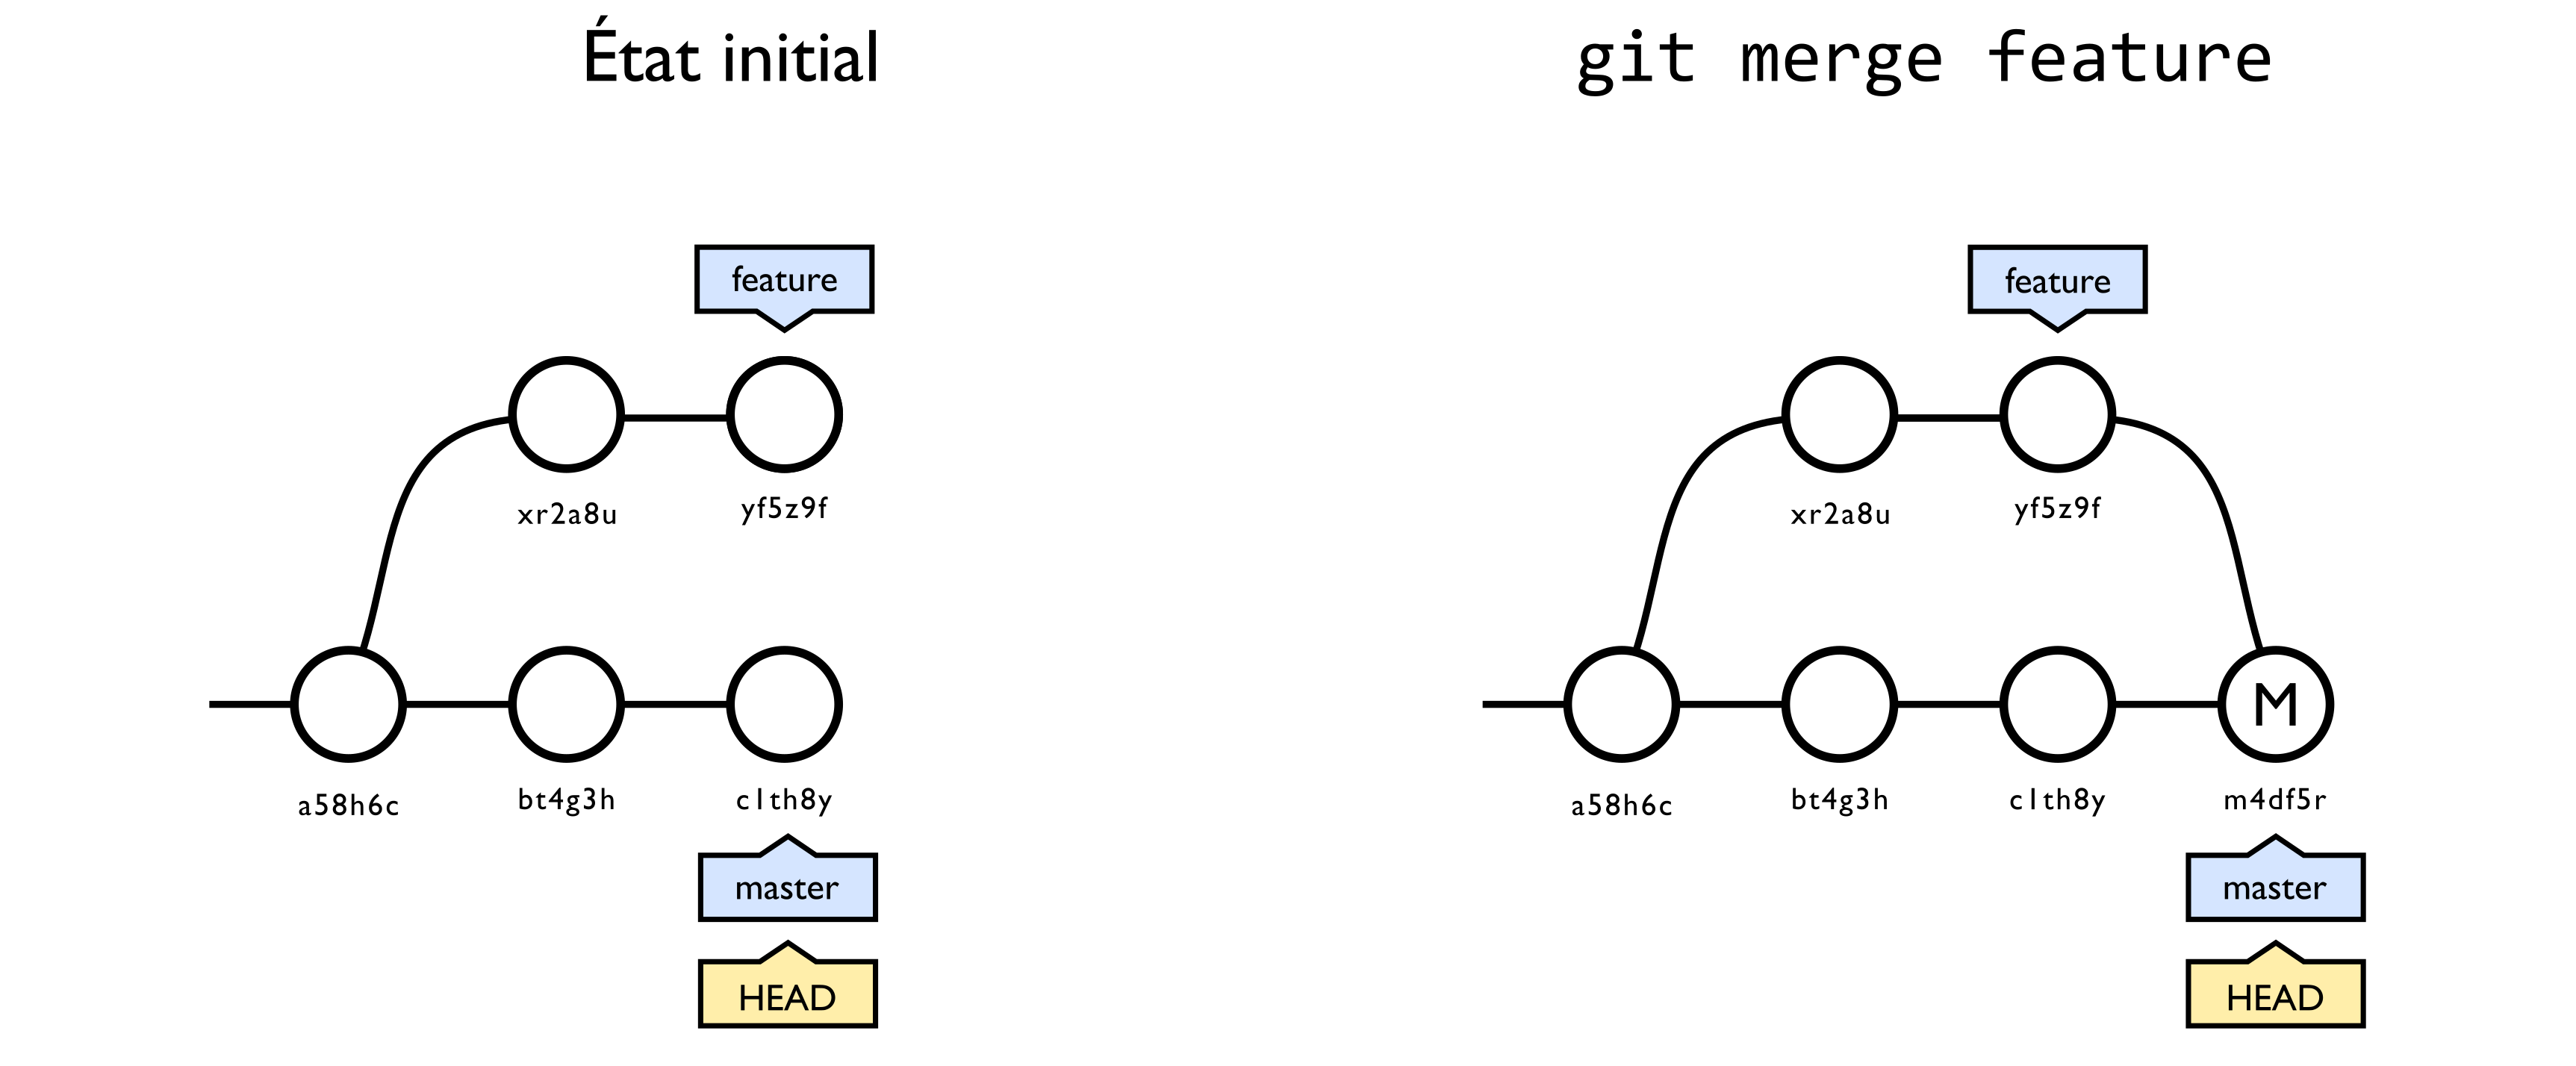 État initial
git merge feature
feature
feature
xr2a8u
yf5z9f
xr2a8u
yf5z9f
M
a58h6c
bt4g3h
c1th8y
a58h6c
bt4g3h
c1th8y
m4df5r
master
master
HEAD
HEAD